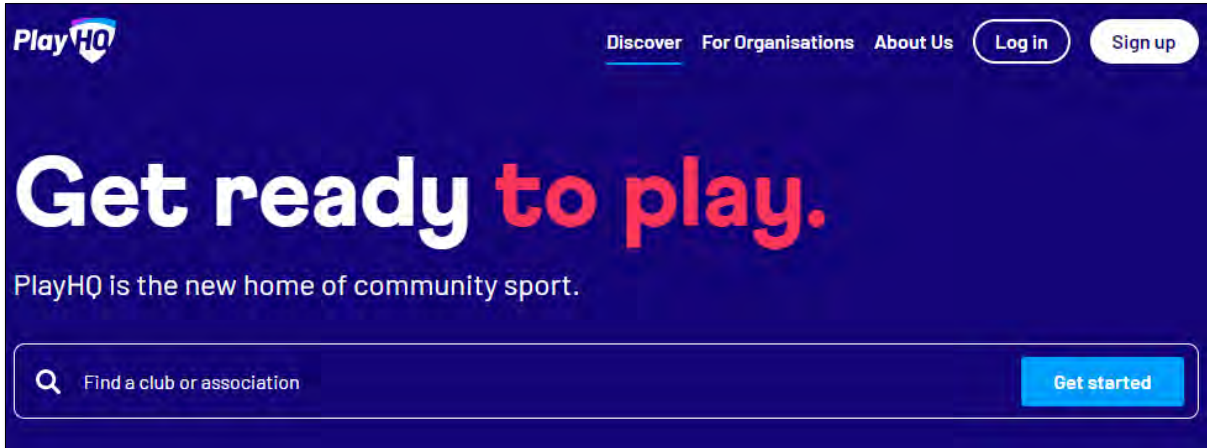 PlayHQ
Discover For Organisations About Us Log in Sign up
Get ready to play.
PlayHQ is the new home of community sport.
Find a club or association Get started